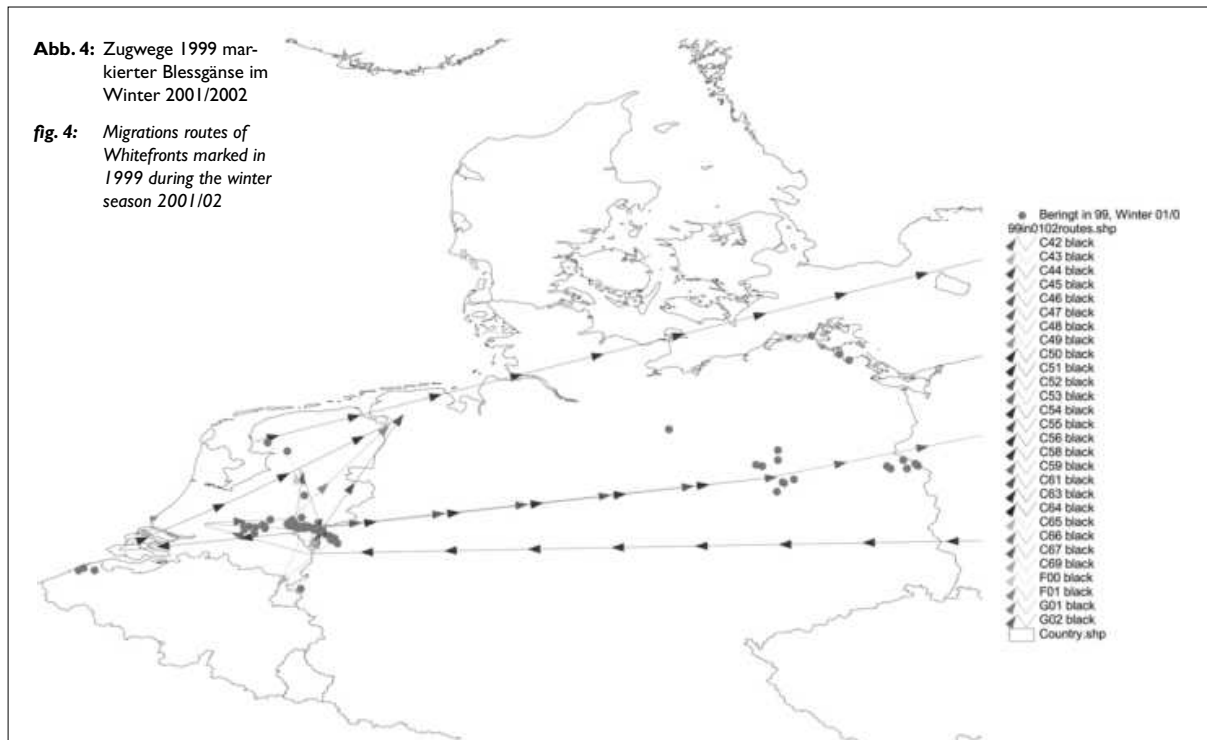 Abb. 4: Zugwege 1999 mar-
kierter Blessgänse im
Winter 2001/2002
fig. 4: Migrations routes of
Whitefronts marked in
1999 during the winter
season 2001/02
Beringt in 99, Winter 01/0
99in0102routes.shp
C42 black
C43 black
C44 black
C45 black
C46 black
C47 black
C48 black
C49 black
C50 black
C51 black
C52 black
C53 black
C54 black
C55 black
C56 black
C58 black
C59 black
C61 black
C63 black
C64 black
C65 black
C66 black
C67 black
C69 black
F00 black
F01 black
G01 black
G02 black
Country.shp